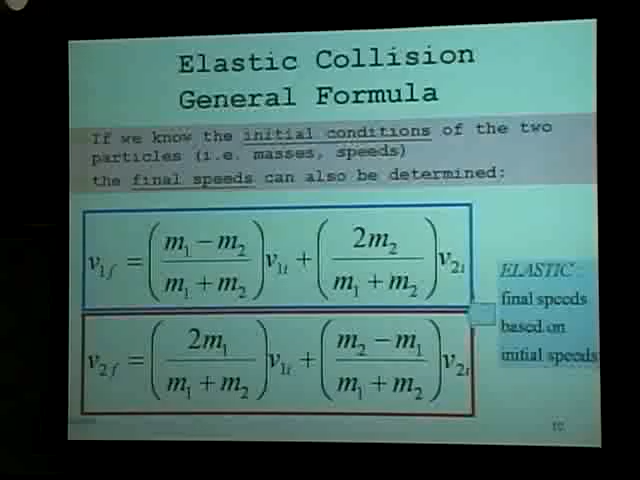 Elastic Collision
General Formula
If we know the initial conditions of the two
particles (i.e. masses, speeds)
the final speeds can also be determined:
v₁f = ((m₁ − m₂)/(m₁ + m₂)) v₁i + (2m₂/(m₁ + m₂)) v₂i
v₂f = (2m₁/(m₁ + m₂)) v₁i + ((m₂ − m₁)/(m₁ + m₂)) v₂i
ELASTIC:
final speeds
based on
initial speeds